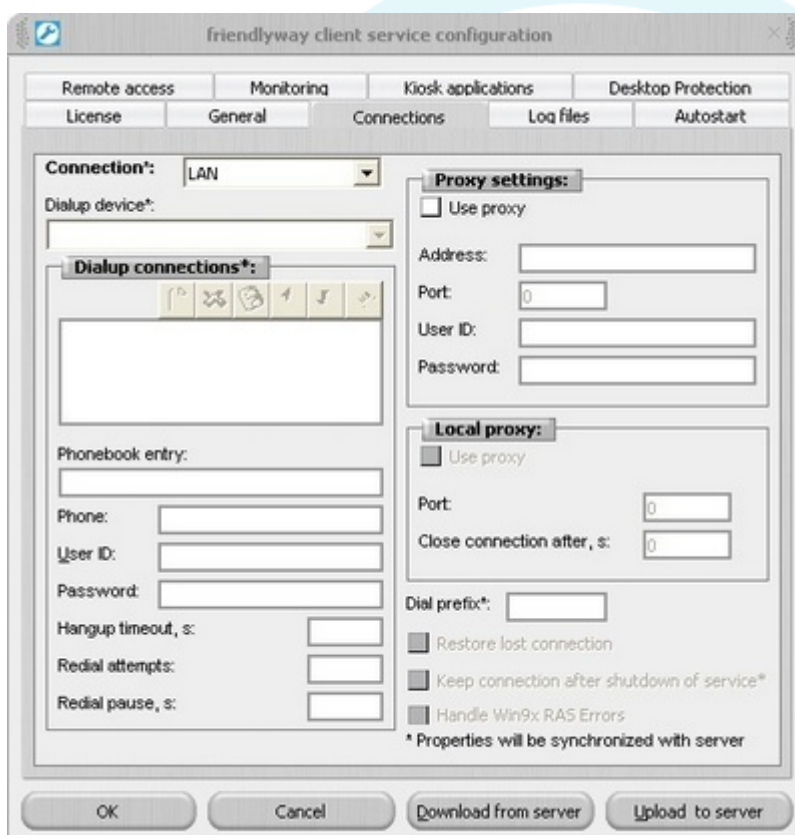 friendlyway client service configuration
Remote access Monitoring Kiosk applications Desktop Protection
License General Connections Log files Autostart
Connection*: LAN
Dialup device*:
Dialup connections*:
Phonebook entry:
Phone:
User ID:
Password:
Hangup timeout, s:
Redial attempts:
Redial pause, s:
Proxy settings:
Use proxy
Address:
Port: 0
User ID:
Password:
Local proxy:
Use proxy
Port: 0
Close connection after, s: 0
Dial prefix*:
Restore lost connection
Keep connection after shutdown of service*
Handle Win9x RAS Errors
* Properties will be synchronized with server
OK Cancel Download from server Upload to server